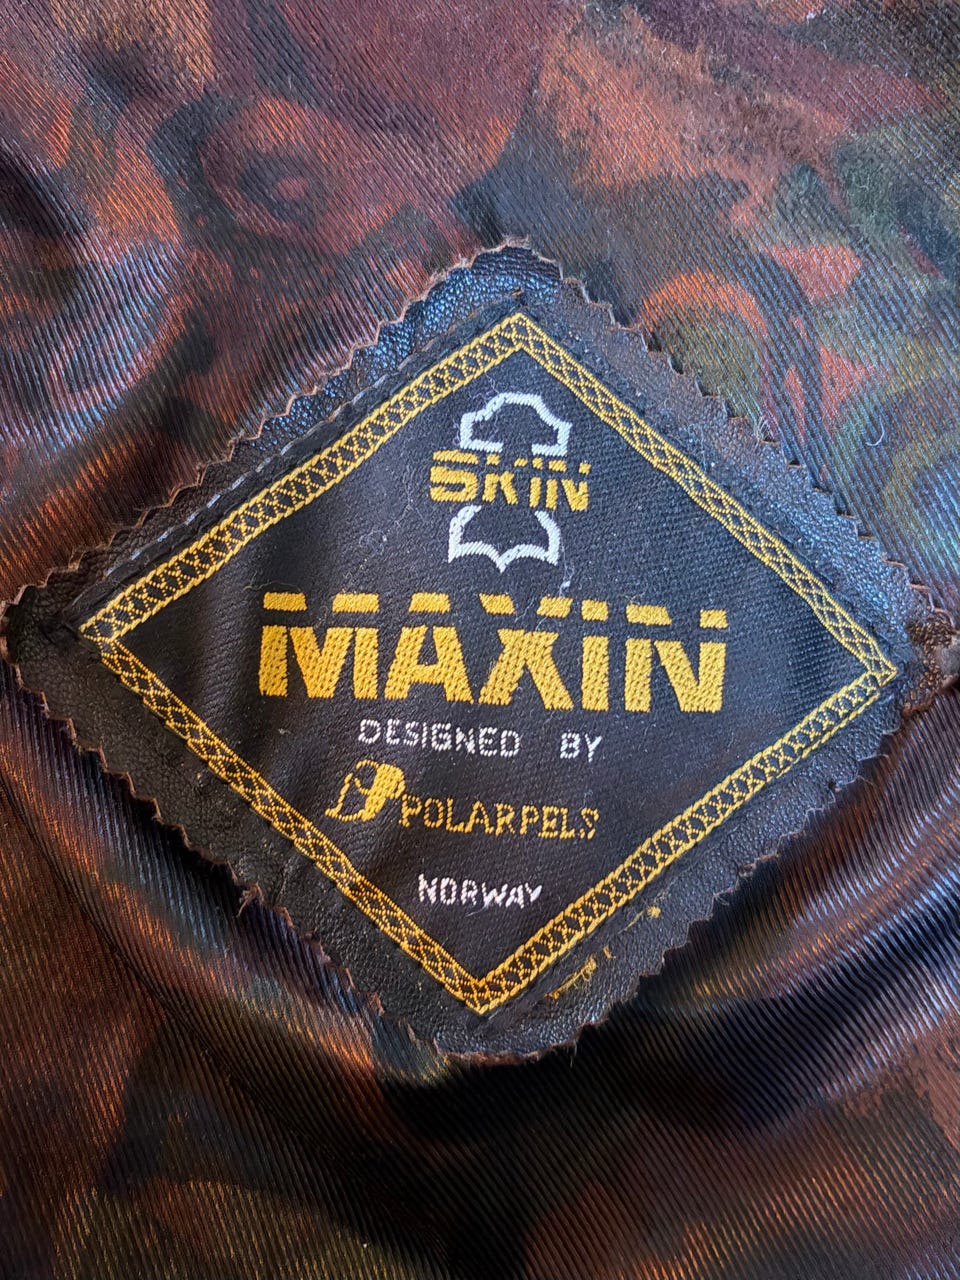 SKIN
MAXIN
DESIGNED BY
POLARPELS
NORWAY